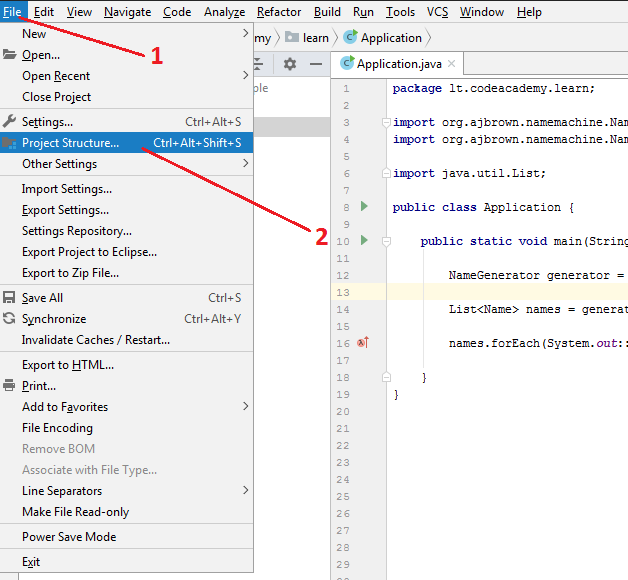 File Edit View Navigate Code Analyze Refactor Build Run Tools VCS Window Help
New
my learn Application
1
Open...
Open Recent
Application.java
Close Project
Settings... Ctrl+Alt+S
Project Structure... Ctrl+Alt+Shift+S
Other Settings
2
Import Settings...
Export Settings...
Settings Repository...
Export Project to Eclipse...
Export to Zip File...
Save All Ctrl+S
Synchronize Ctrl+Alt+Y
Invalidate Caches / Restart...
Export to HTML...
Print...
Add to Favorites
File Encoding
Remove BOM
Associate with File Type...
Line Separators
Make File Read-only
Power Save Mode
Exit
1 package lt.codeacademy.learn;
2
3 import org.ajbrown.namemachine.Nam
4 import org.ajbrown.namemachine.Nam
5
6 import java.util.List;
7
8 public class Application {
9
10 public static void main(String
11
12 NameGenerator generator =
13
14 List<Name> names = generat
15
16 names.forEach(System.out::
17
18 }
19 }
20
21
22
23
24
25
26
27
28
29